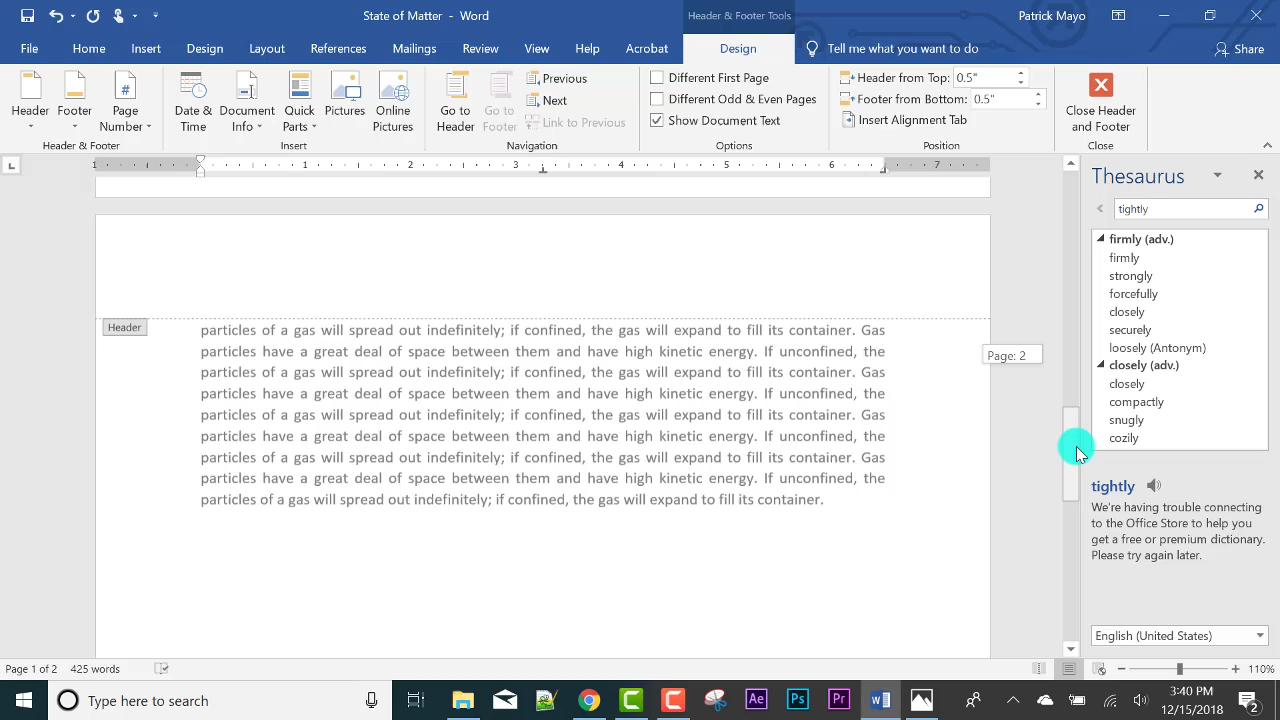 State of Matter - Word
Header & Footer Tools
Patrick Mayo
File Home Insert Design Layout References Mailings Review View Help Acrobat Design Tell me what you want to do Share
Header
Footer
Page Number
Header & Footer
Date & Time
Document Info
Quick Parts
Pictures
Online Pictures
Insert
Go to Header
Go to Footer
Previous
Next
Link to Previous
Navigation
Different First Page
Different Odd & Even Pages
Show Document Text
Options
Header from Top: 0.5"
Footer from Bottom: 0.5"
Insert Alignment Tab
Position
Close Header and Footer
Close
1 1 2 3 4 5 6 7
Header
particles of a gas will spread out indefinitely; if confined, the gas will expand to fill its container. Gas
particles have a great deal of space between them and have high kinetic energy. If unconfined, the
particles of a gas will spread out indefinitely; if confined, the gas will expand to fill its container. Gas
particles have a great deal of space between them and have high kinetic energy. If unconfined, the
particles of a gas will spread out indefinitely; if confined, the gas will expand to fill its container. Gas
particles have a great deal of space between them and have high kinetic energy. If unconfined, the
particles of a gas will spread out indefinitely; if confined, the gas will expand to fill its container. Gas
particles have a great deal of space between them and have high kinetic energy. If unconfined, the
particles of a gas will spread out indefinitely; if confined, the gas will expand to fill its container.
Page: 2
Thesaurus
tightly
firmly (adv.)
firmly
strongly
forcefully
closely
securely
loosely (Antonym)
closely (adv.)
closely
compactly
snugly
cozily
tightly
We're having trouble connecting
to the Office Store to help you
get a free or premium dictionary.
Please try again later.
English (United States)
Page 1 of 2 425 words
110%
Type here to search
Ae Ps Pr
3:40 PM
12/15/2018
2